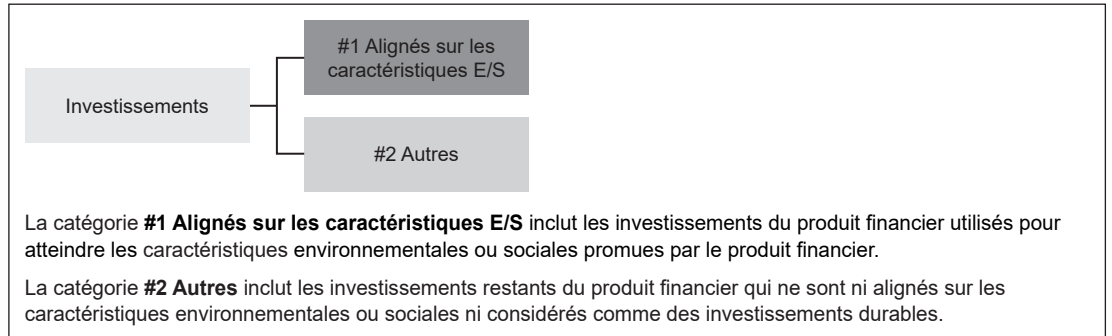 #1 Alignés sur les
caractéristiques E/S
Investissements
#2 Autres
La catégorie #1 Alignés sur les caractéristiques E/S inclut les investissements du produit financier utilisés pour
atteindre les caractéristiques environnementales ou sociales promues par le produit financier.
La catégorie #2 Autres inclut les investissements restants du produit financier qui ne sont ni alignés sur les
caractéristiques environnementales ou sociales ni considérés comme des investissements durables.